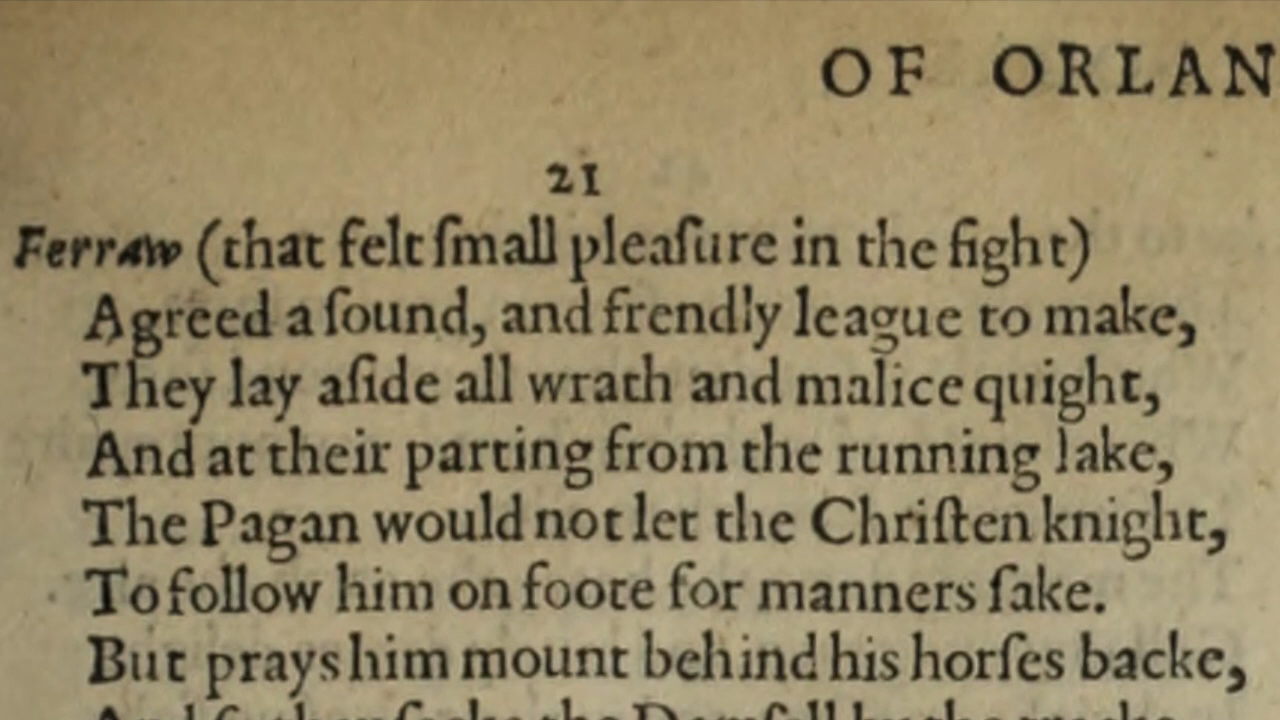 OF ORLAN
21
Ferraw (that felt ſmall pleaſure in the fight)
Agreed a ſound, and frendly league to make,
They lay aſide all wrath and malice quight,
And at their parting from the running lake,
The Pagan would not let the Chriſten knight,
To follow him on foote for manners ſake.
But prays him mount behind his horſes backe,